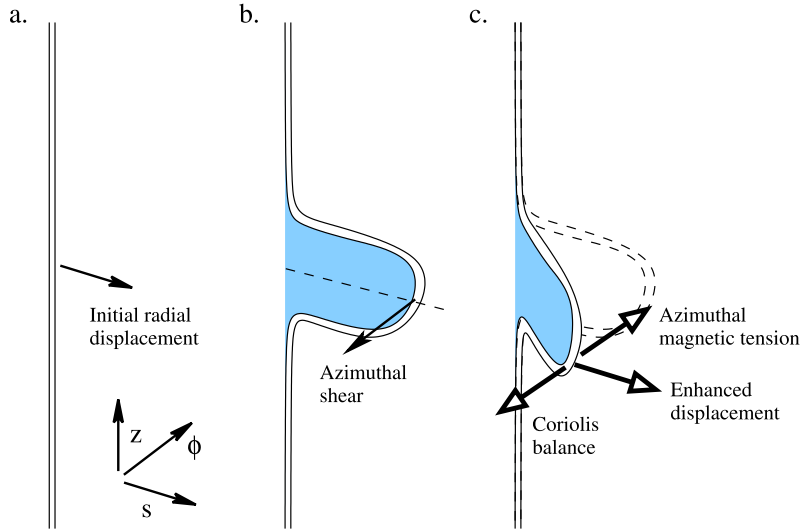 a.
b.
c.
Initial radial
displacement
Azimuthal
shear
Azimuthal
magnetic tension
Enhanced
displacement
Coriolis
balance
z
ϕ
s